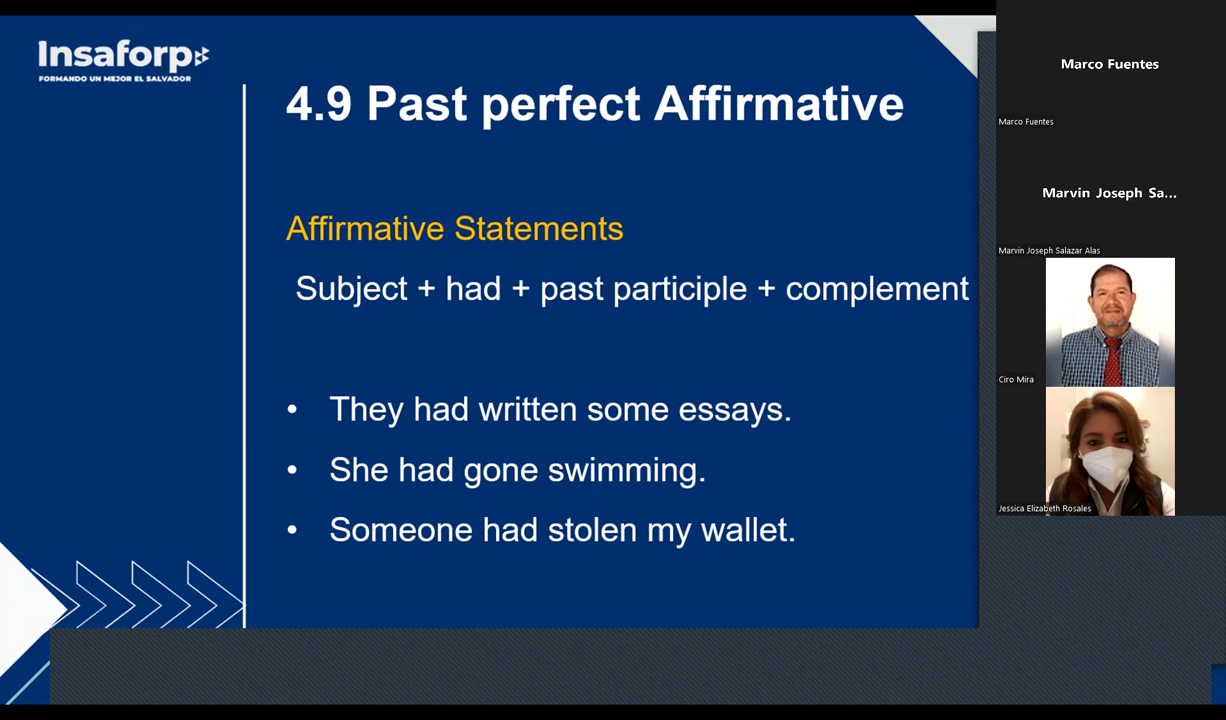 Insaforp
FORMANDO UN MEJOR EL SALVADOR
4.9 Past perfect Affirmative
Affirmative Statements
Subject + had + past participle + complement
• They had written some essays.
• She had gone swimming.
• Someone had stolen my wallet.
Marco Fuentes
Marco Fuentes
Marvin Joseph Sa...
Marvin Joseph Salazar Alas
Ciro Mira
Jessica Elizabeth Rosales